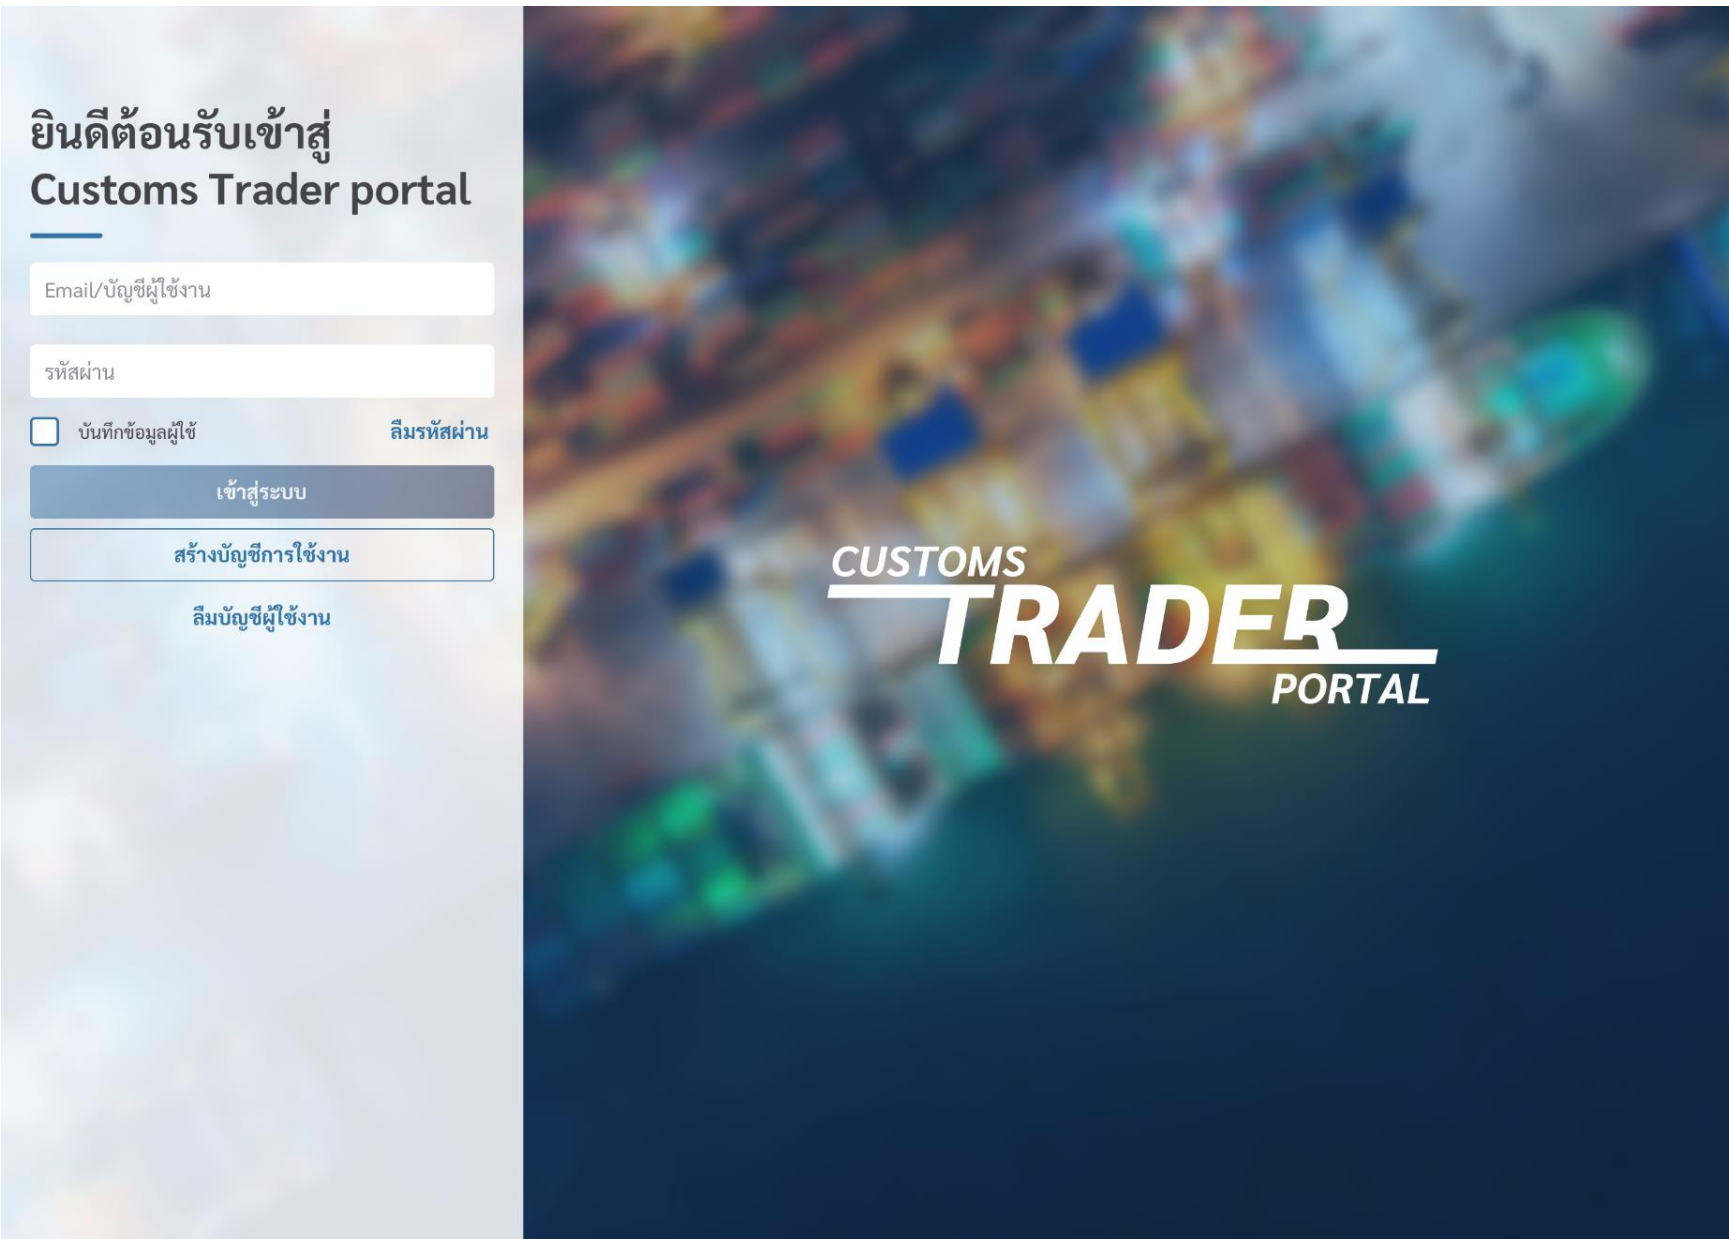 ยินดีต้อนรับเข้าสู่
Customs Trader portal
Email/บัญชีผู้ใช้งาน
รหัสผ่าน
บันทึกข้อมูลผู้ใช้
ลืมรหัสผ่าน
เข้าสู่ระบบ
สร้างบัญชีการใช้งาน
ลืมบัญชีผู้ใช้งาน
CUSTOMS
TRADER
PORTAL